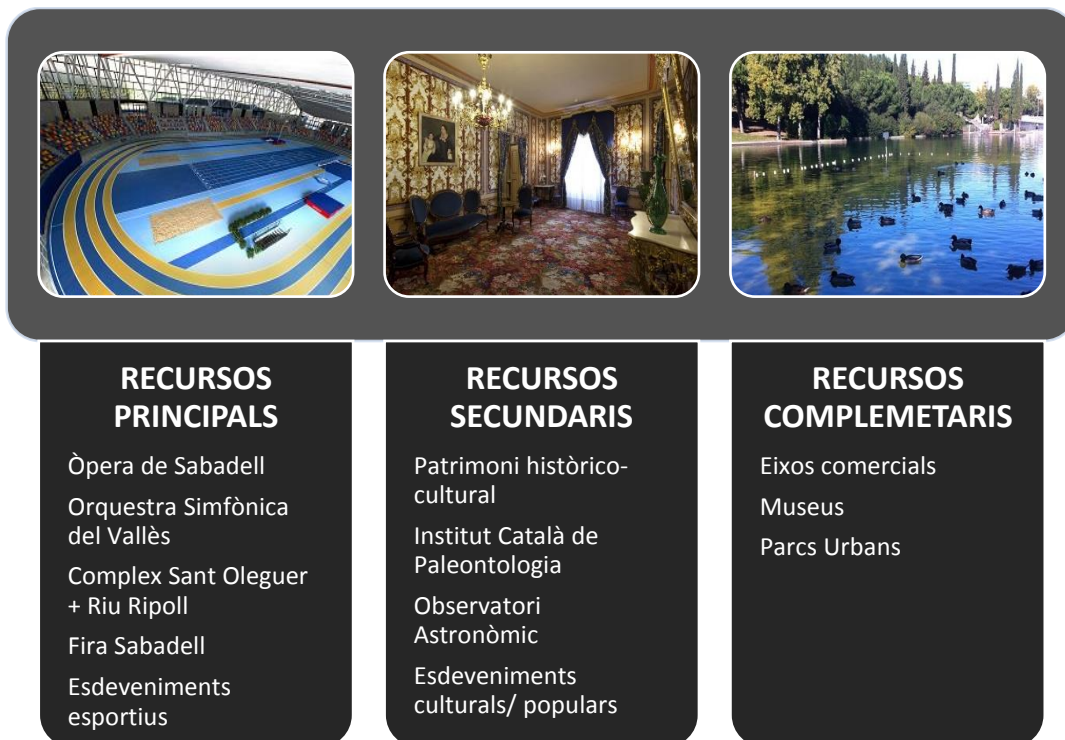 RECURSOS
PRINCIPALS
Òpera de Sabadell
Orquestra Simfònica
del Vallès
Complex Sant Oleguer
+ Riu Ripoll
Fira Sabadell
Esdeveniments
esportius
RECURSOS
SECUNDARIS
Patrimoni històrico-
cultural
Institut Català de
Paleontologia
Observatori
Astronòmic
Esdeveniments
culturals/ populars
RECURSOS
COMPLEMETARIS
Eixos comercials
Museus
Parcs Urbans